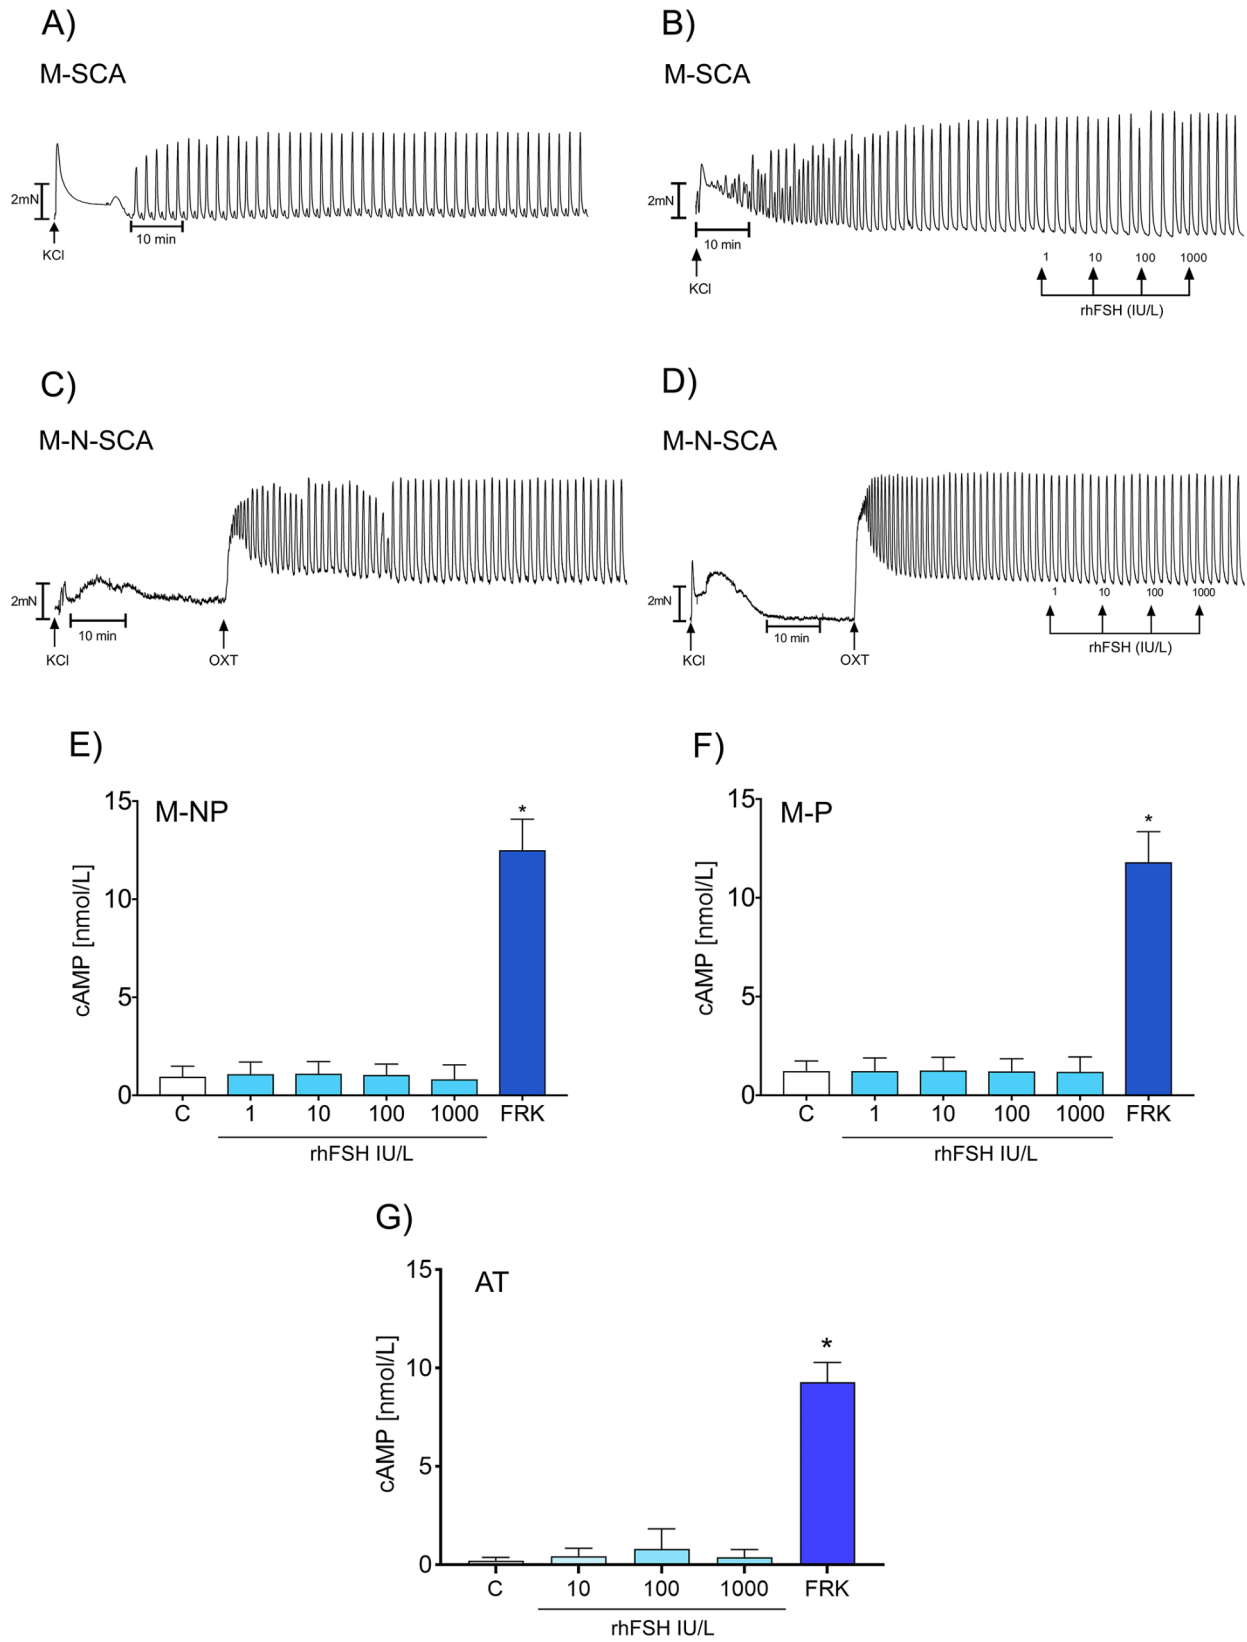 A)
M-SCA
2mN
10 min
KCl
B)
M-SCA
2mN
10 min
KCl
1 10 100 1000
rhFSH (IU/L)
C)
M-N-SCA
2mN
10 min
KCl
OXT
D)
M-N-SCA
2mN
10 min
KCl
OXT
1 10 100 1000
rhFSH (IU/L)
E)
M-NP
*
cAMP [nmol/L]
15
10
5
0
C 1 10 100 1000 FRK
rhFSH IU/L
F)
M-P
*
cAMP [nmol/L]
15
10
5
0
C 1 10 100 1000 FRK
rhFSH IU/L
G)
AT
*
cAMP [nmol/L]
15
10
5
0
C 10 100 1000 FRK
rhFSH IU/L